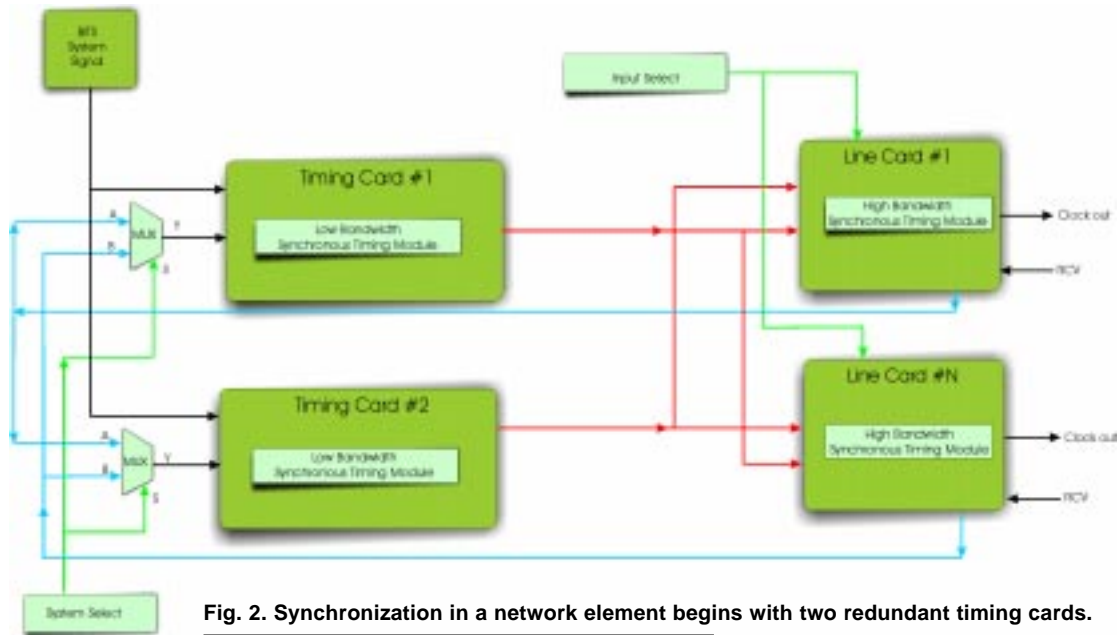 BITS
System
Signal
Input Select
Timing Card #1
Low Bandwidth
Synchronous Timing Module
Line Card #1
High Bandwidth
Synchronous Timing Module
Clock out
RCV
A
B
MUX
Y
S
Timing Card #2
Low Bandwidth
Synchronous Timing Module
Line Card #N
High Bandwidth
Synchronous Timing Module
Clock out
RCV
A
B
MUX
Y
S
System Select
Fig. 2. Synchronization in a network element begins with two redundant timing cards.